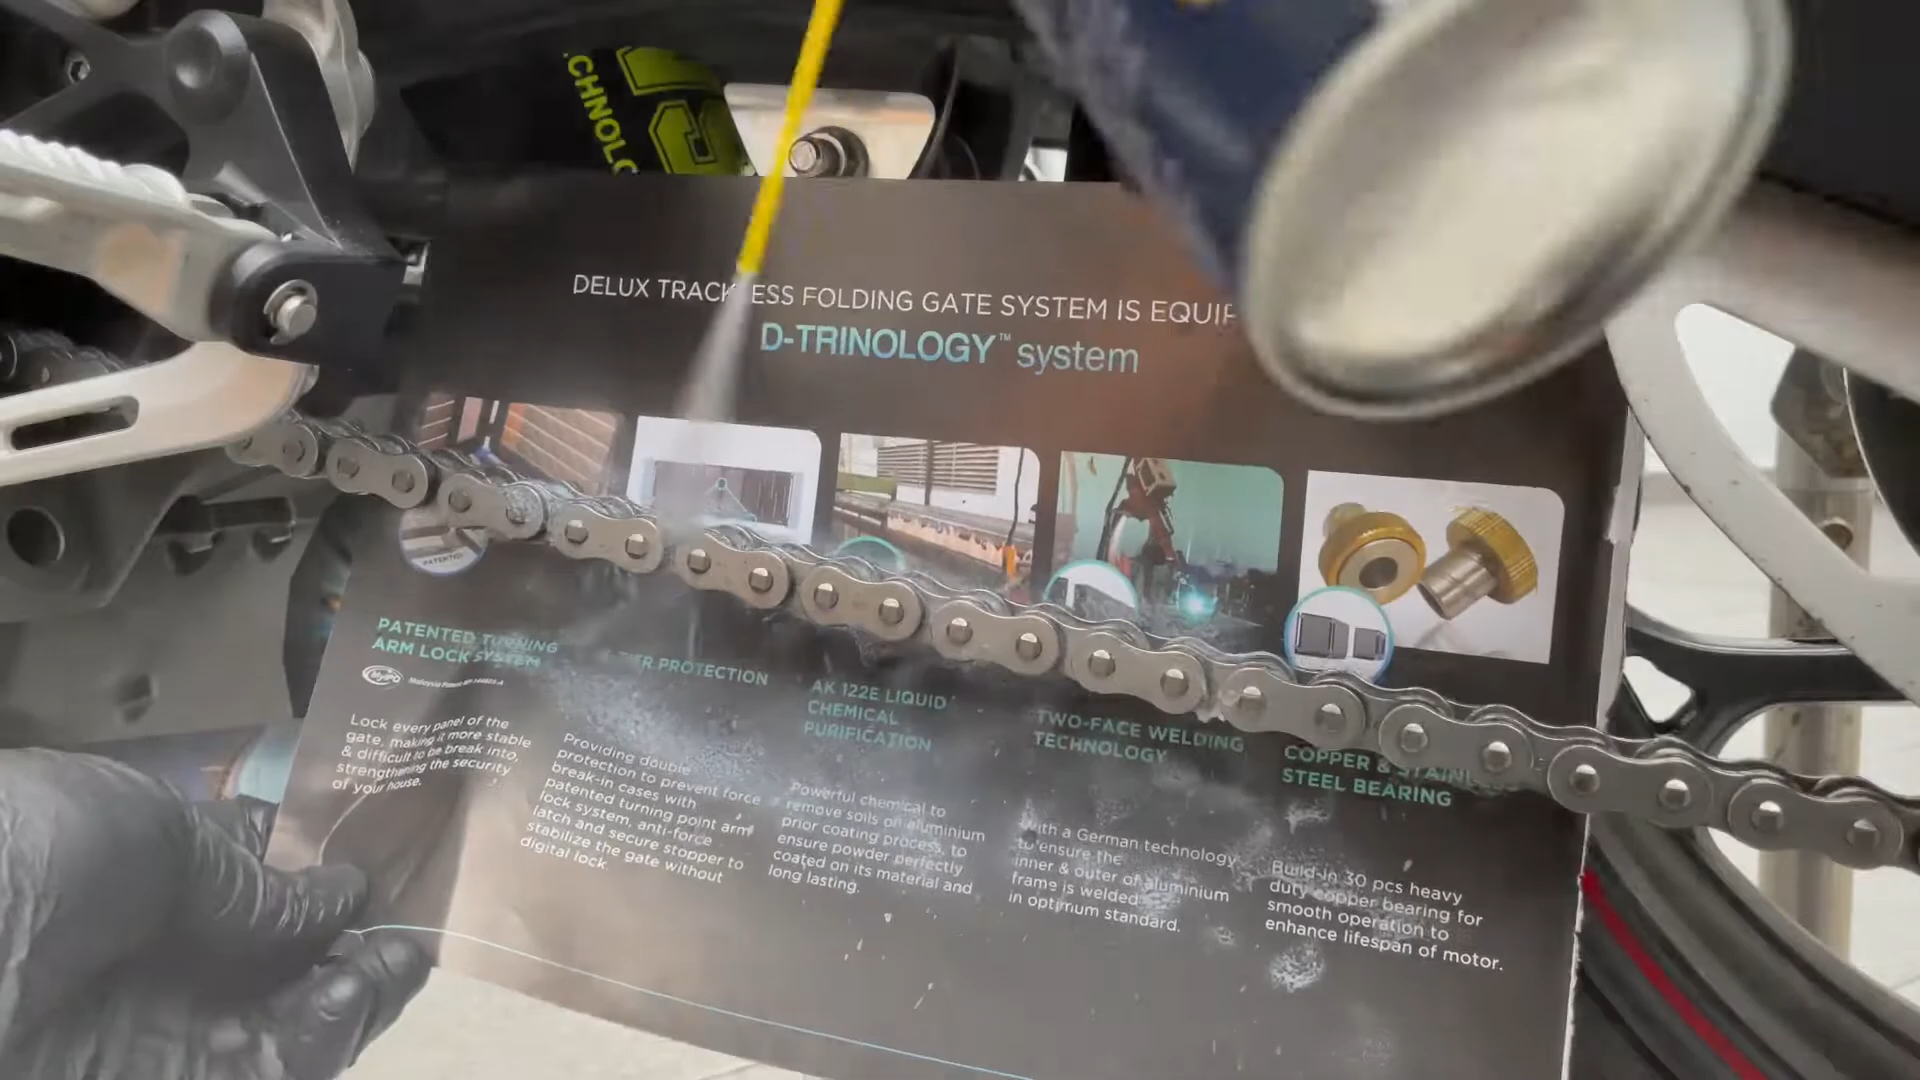 CHNOLO
DELUX TRACK ESS FOLDING GATE SYSTEM IS EQUIP
D-TRINOLOGY™ system
PATENTED
PATENTED TURNING
ARM LOCK SYSTEM
MyIPO
Lock every panel of the
gate, making it more stable
& difficult to be break into,
strengthening the security
of your house.
ER PROTECTION
Providing double
protection to prevent force
break-in cases with
patented turning point arm
lock system, anti-force
latch and secure stopper to
stabilize the gate without
digital lock.
AK 122E LIQUID
CHEMICAL
PURIFICATION
Powerful chemical to
remove soils on aluminium
prior coating process, to
ensure powder perfectly
coated on its material and
long lasting.
TWO-FACE WELDING
TECHNOLOGY
with a German technology
to ensure the
inner & outer of aluminium
frame is welded
in optimum standard.
COPPER & STAINL
STEEL BEARING
Build-in 30 pcs heavy
duty copper bearing for
smooth operation to
enhance lifespan of motor.